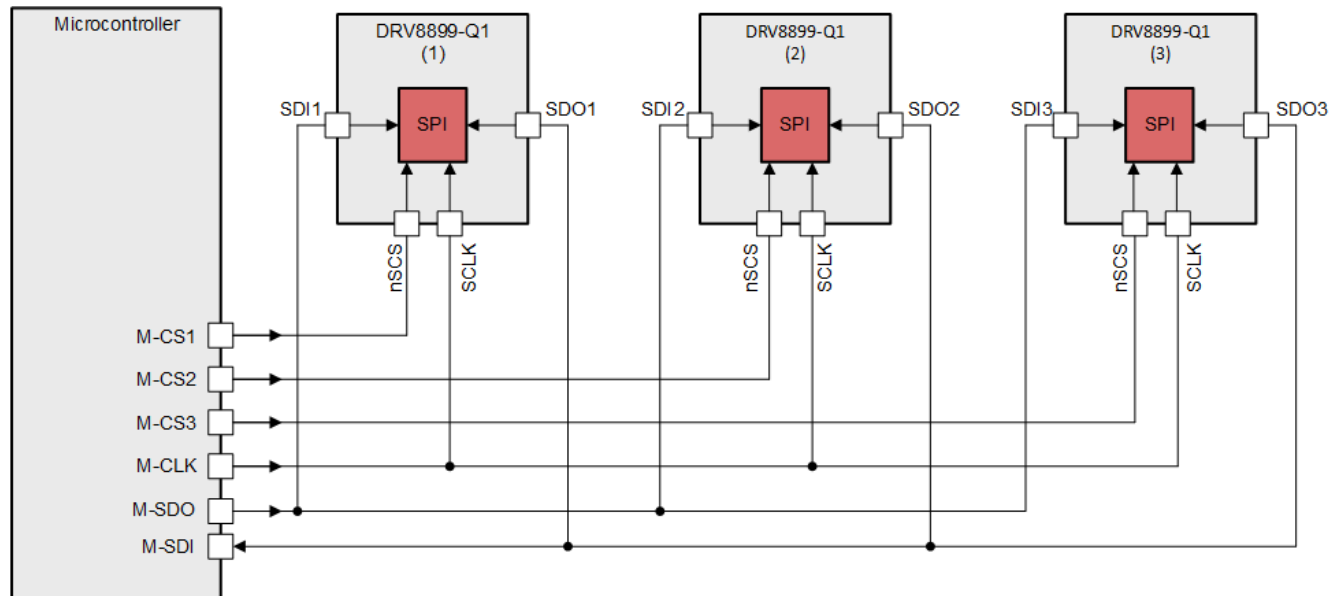 Microcontroller
DRV8899-Q1
(1)
DRV8899-Q1
(2)
DRV8899-Q1
(3)
SDI1
SPI
SDO1
SDI2
SPI
SDO2
SDI3
SPI
SDO3
nSCS
SCLK
nSCS
SCLK
nSCS
SCLK
M-CS1
M-CS2
M-CS3
M-CLK
M-SDO
M-SDI